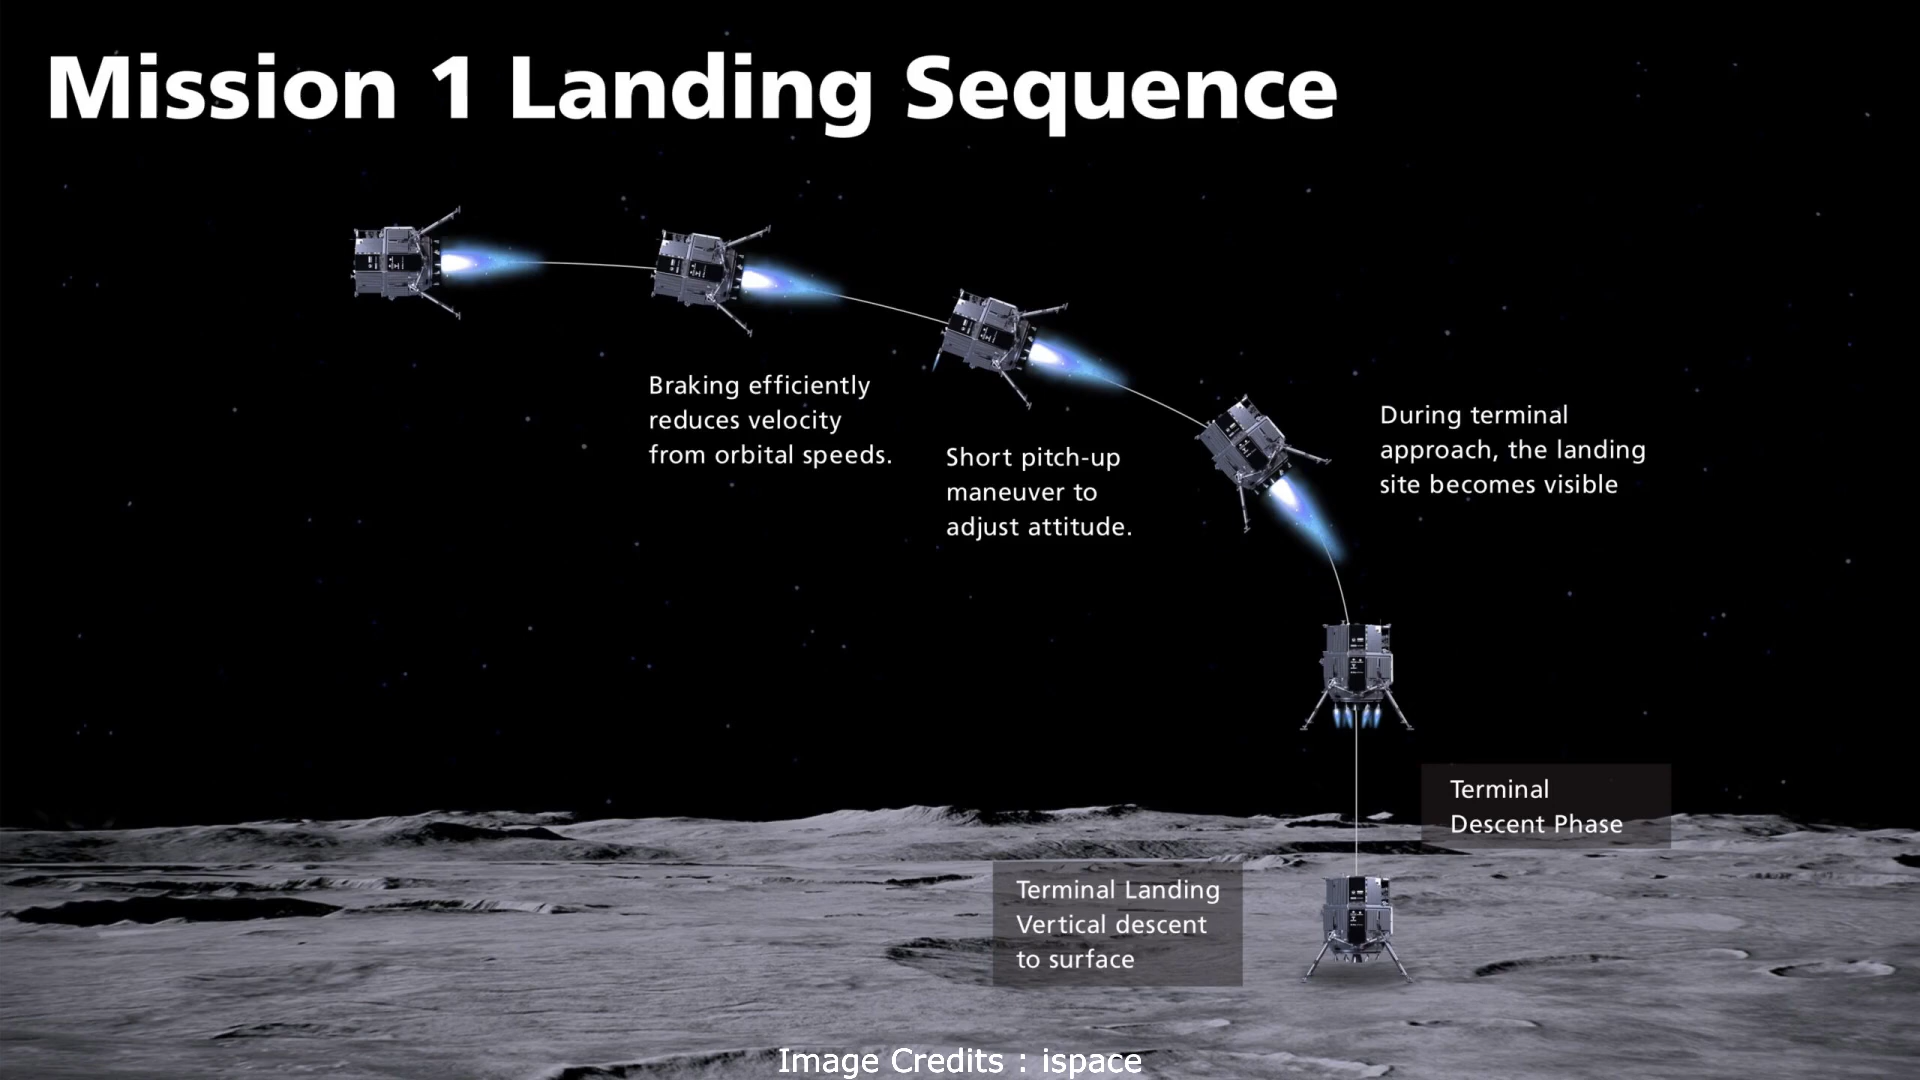 Mission 1 Landing Sequence
Braking efficiently
reduces velocity
from orbital speeds.
Short pitch-up
maneuver to
adjust attitude.
During terminal
approach, the landing
site becomes visible
Terminal
Descent Phase
Terminal Landing
Vertical descent
to surface
Image Credits : ispace